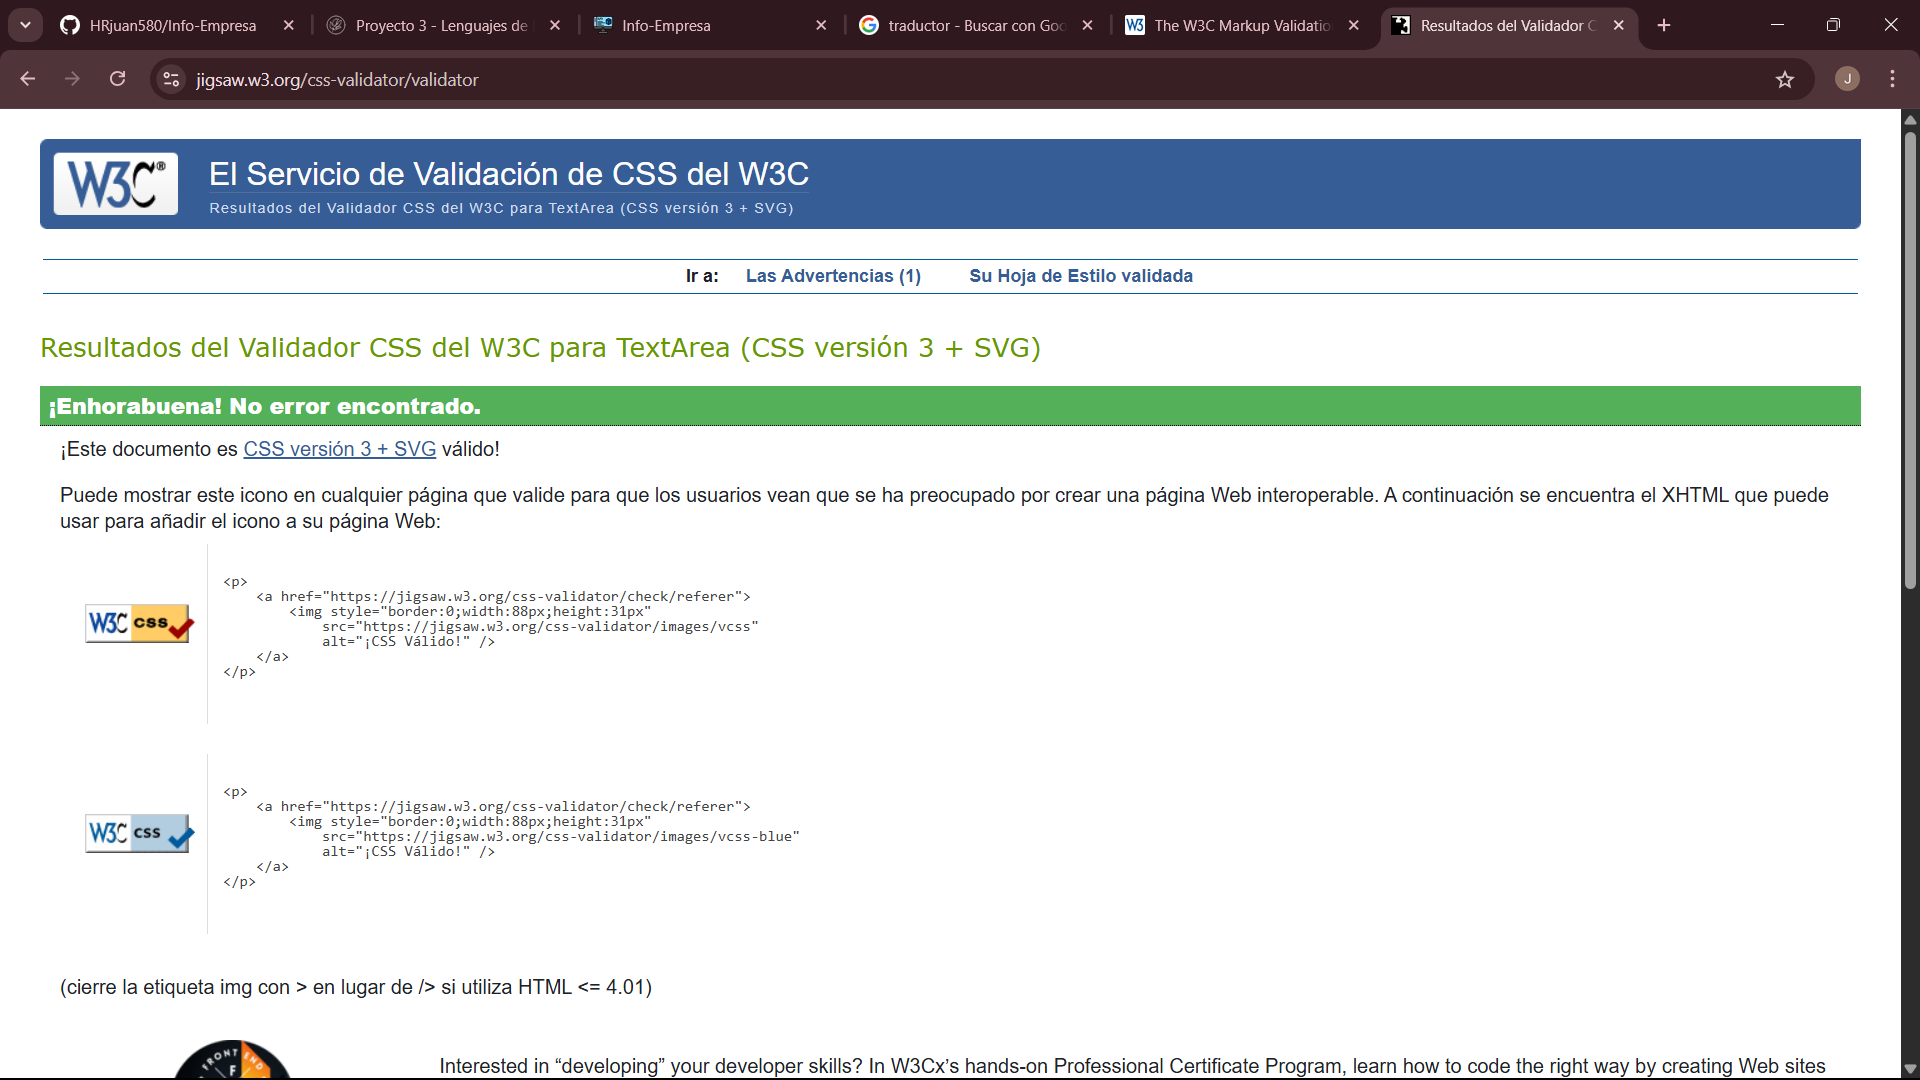 HRjuan580/Info-Empresa
Proyecto 3 - Lenguajes de
Info-Empresa
traductor - Buscar con Goo
The W3C Markup Validatio
Resultados del Validador C
jigsaw.w3.org/css-validator/validator
J
W3C®
El Servicio de Validación de CSS del W3C
Resultados del Validador CSS del W3C para TextArea (CSS versión 3 + SVG)
Ir a: Las Advertencias (1) Su Hoja de Estilo validada
Resultados del Validador CSS del W3C para TextArea (CSS versión 3 + SVG)
¡Enhorabuena! No error encontrado.
¡Este documento es CSS versión 3 + SVG válido!
Puede mostrar este icono en cualquier página que valide para que los usuarios vean que se ha preocupado por crear una página Web interoperable. A continuación se encuentra el XHTML que puede
usar para añadir el icono a su página Web:
W3C css
<p>
<a href="https://jigsaw.w3.org/css-validator/check/referer">
<img style="border:0;width:88px;height:31px"
src="https://jigsaw.w3.org/css-validator/images/vcss"
alt="¡CSS Válido!" />
</a>
</p>
W3C css
<p>
<a href="https://jigsaw.w3.org/css-validator/check/referer">
<img style="border:0;width:88px;height:31px"
src="https://jigsaw.w3.org/css-validator/images/vcss-blue"
alt="¡CSS Válido!" />
</a>
</p>
(cierre la etiqueta img con > en lugar de /> si utiliza HTML <= 4.01)
FRONT END
F
Interested in “developing” your developer skills? In W3Cx’s hands-on Professional Certificate Program, learn how to code the right way by creating Web sites